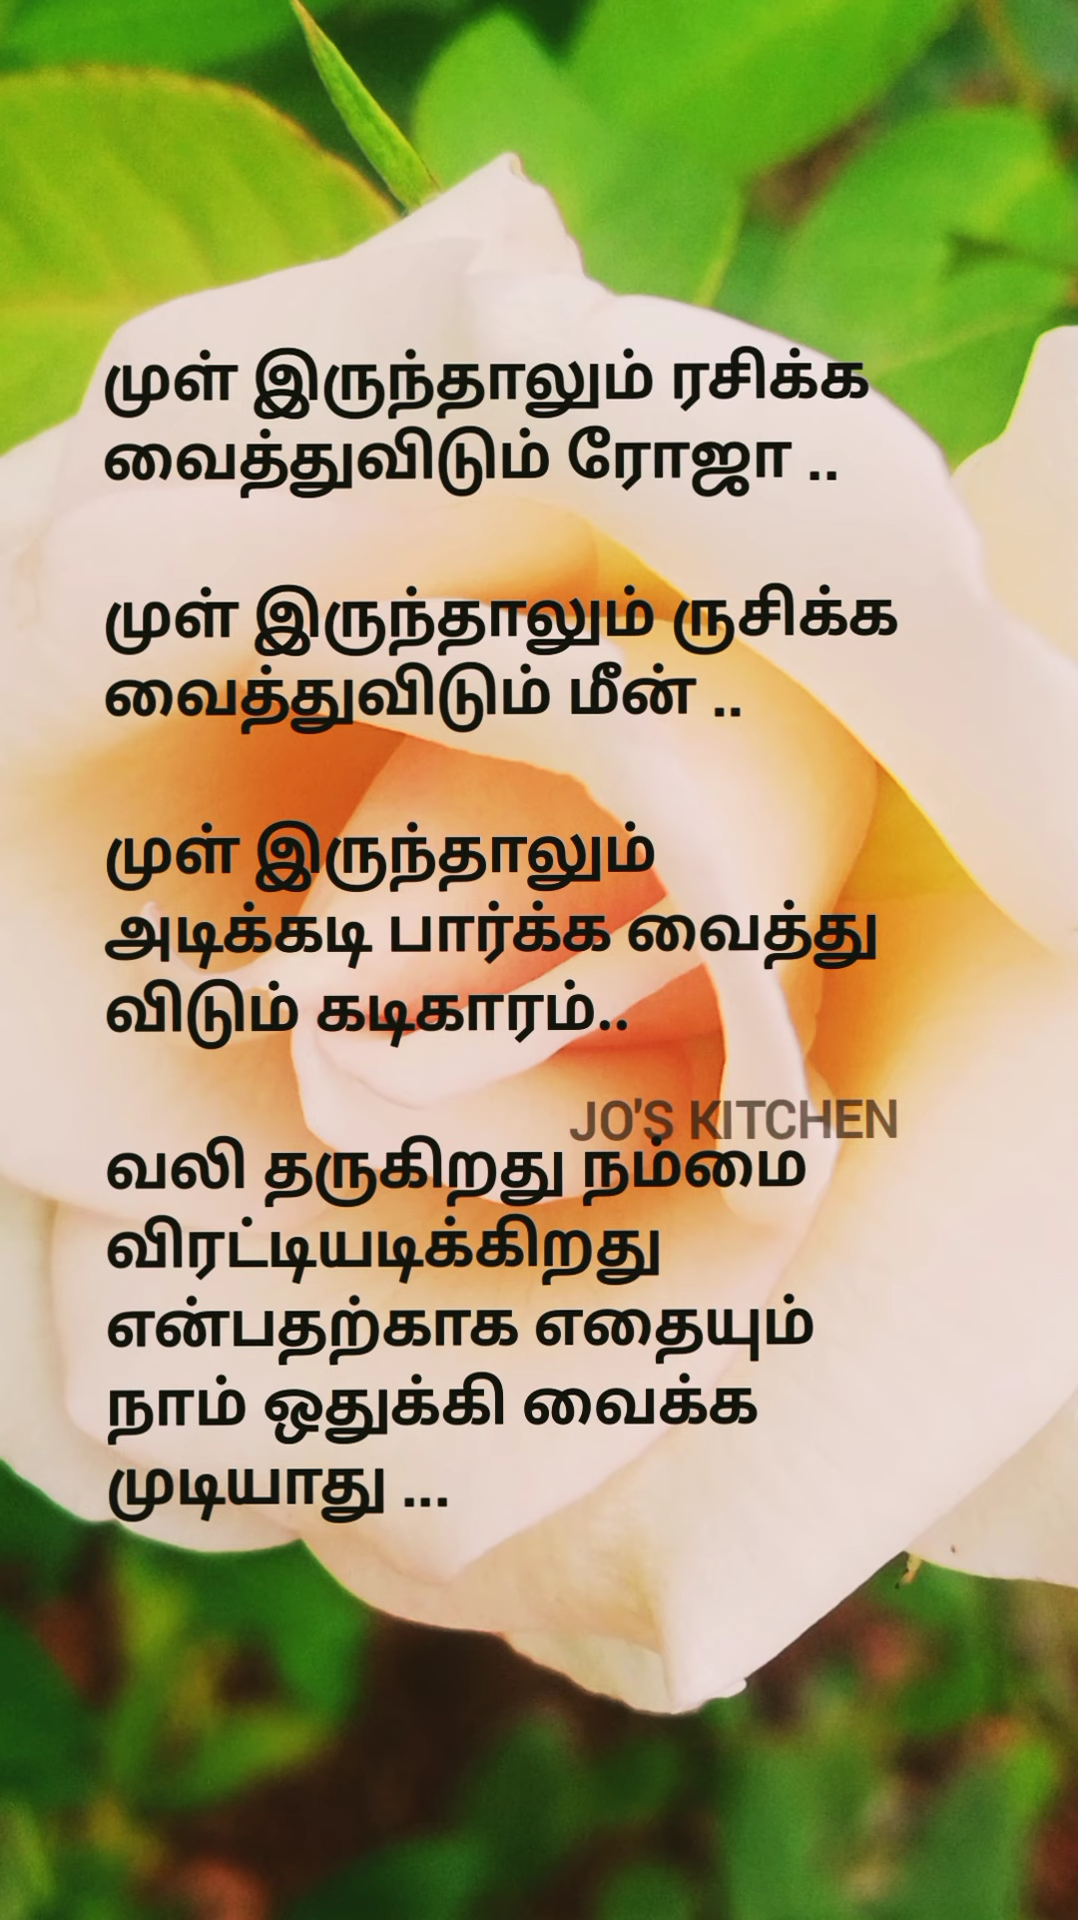 முள் இருந்தாலும் ரசிக்க
வைத்துவிடும் ரோஜா ..
முள் இருந்தாலும் ருசிக்க
வைத்துவிடும் மீன் ..
முள் இருந்தாலும்
அடிக்கடி பார்க்க வைத்து
விடும் கடிகாரம்..
JO'S KITCHEN
வலி தருகிறது நம்மை
விரட்டியடிக்கிறது
என்பதற்காக எதையும்
நாம் ஒதுக்கி வைக்க
முடியாது ...